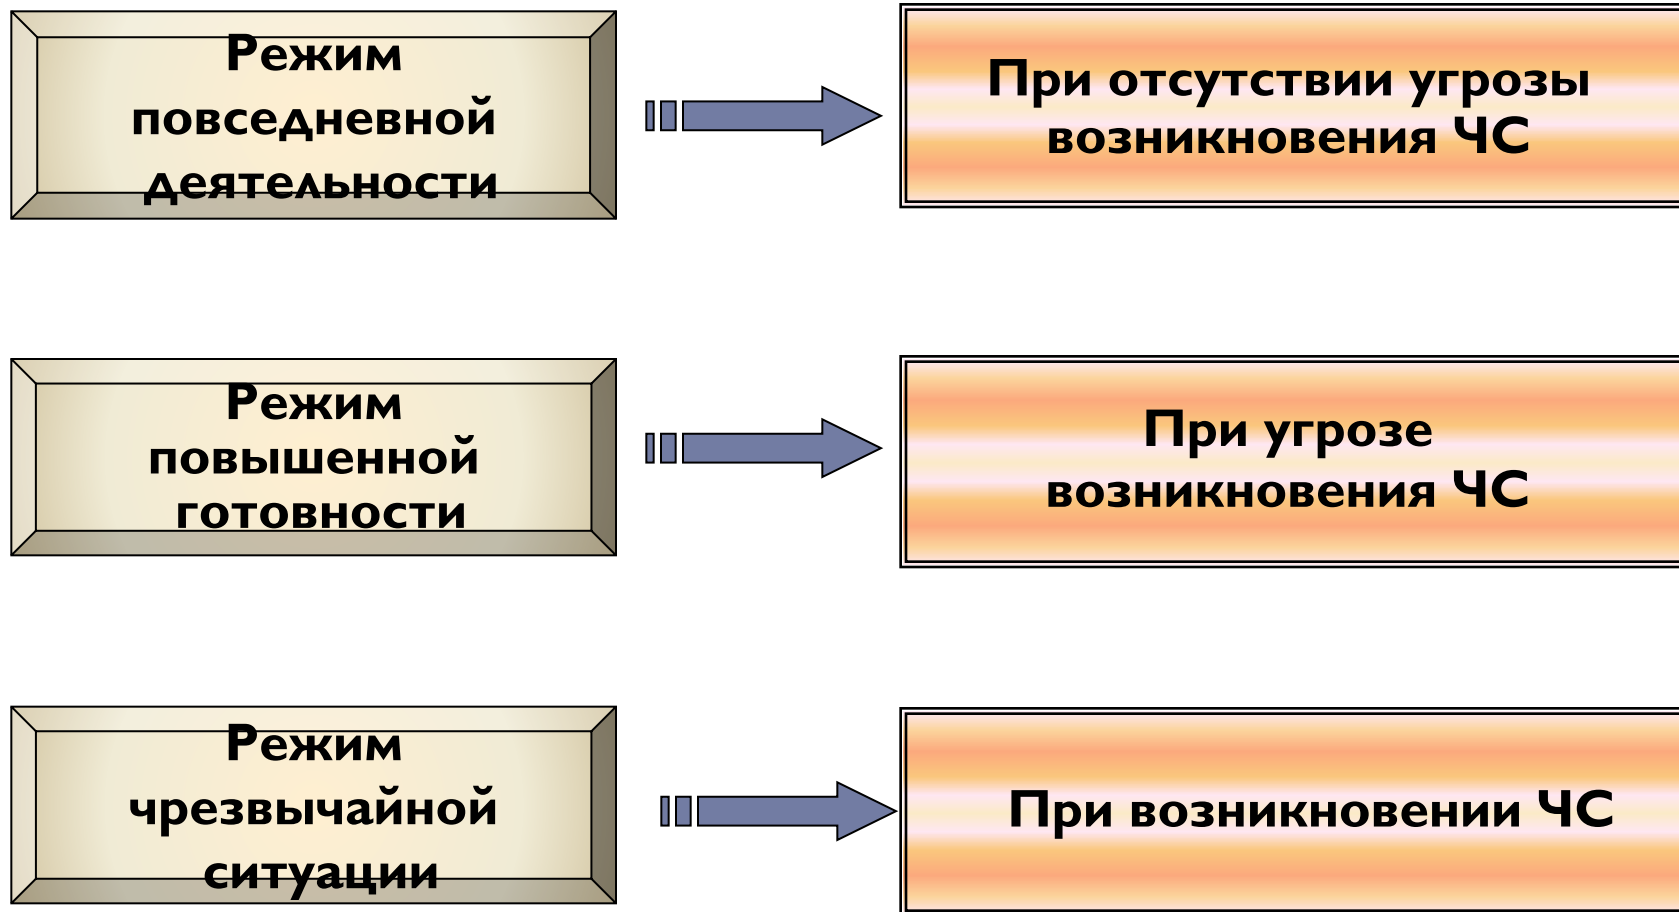 Режим
повседневной
деятельности
При отсутствии угрозы
возникновения ЧС
Режим
повышенной
готовности
При угрозе
возникновения ЧС
Режим
чрезвычайной
ситуации
При возникновении ЧС